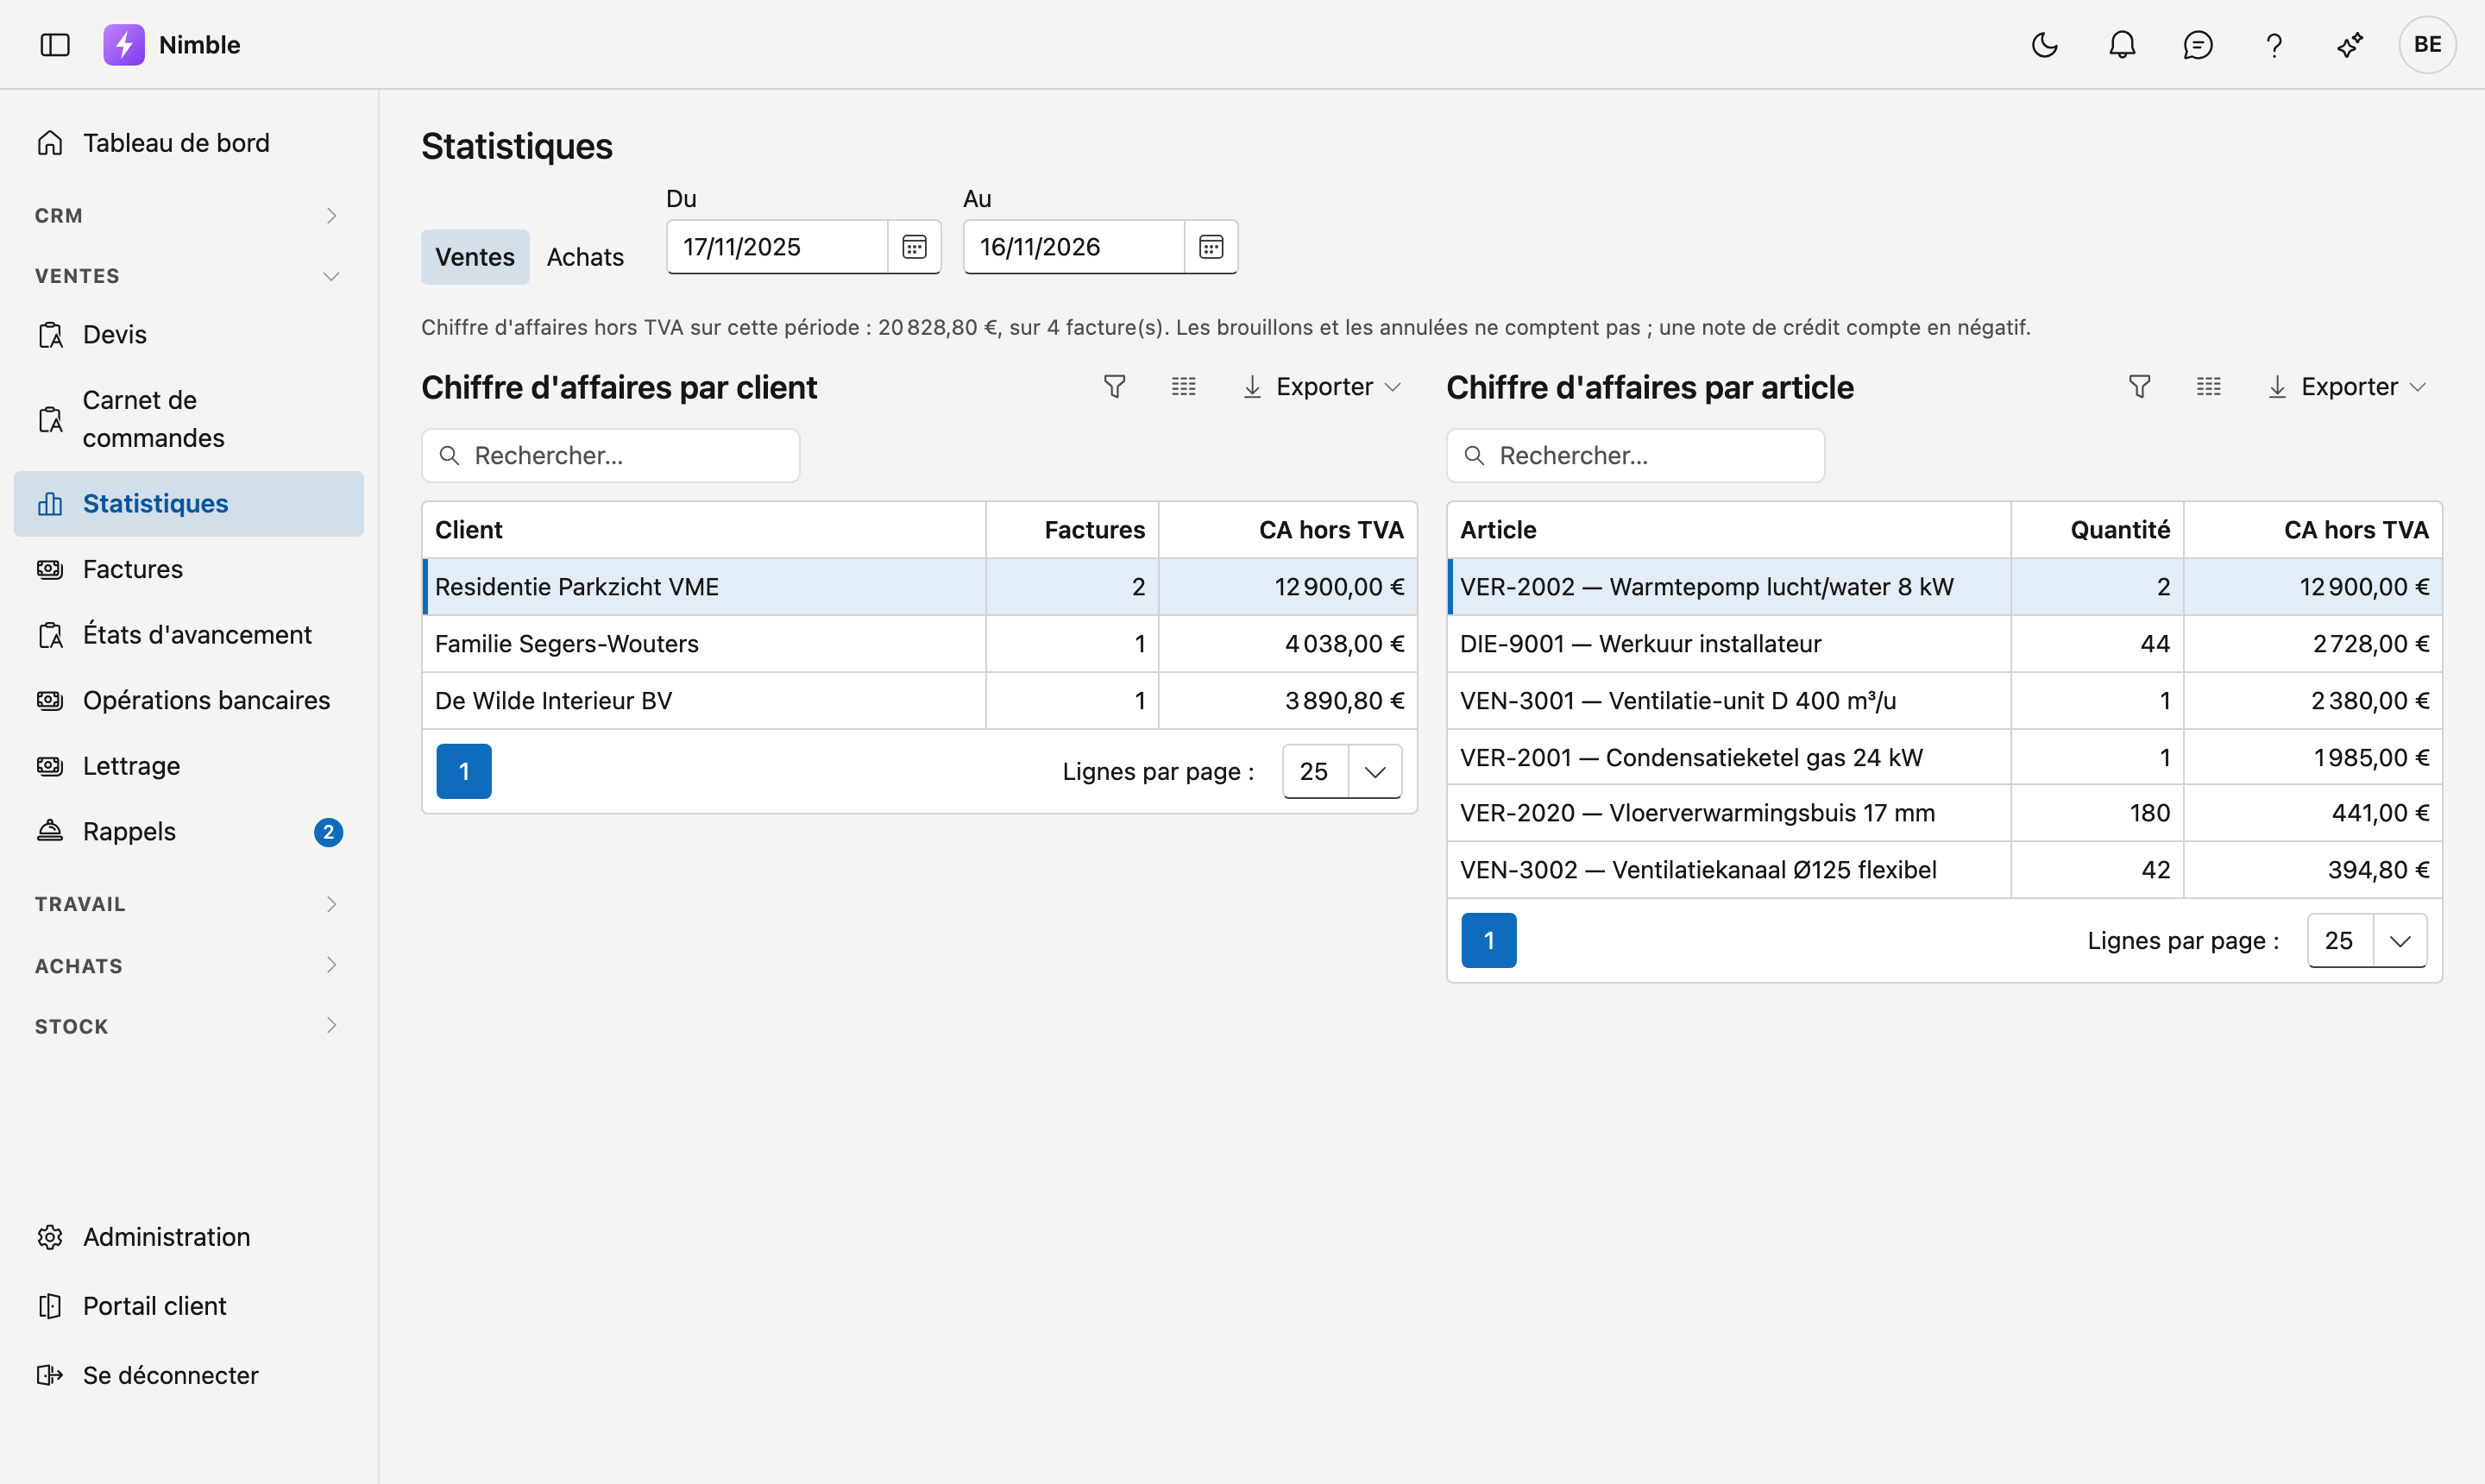 Nimble
BE
Tableau de bord
CRM
VENTES
Devis
Carnet de
commandes
Statistiques
Factures
États d'avancement
Opérations bancaires
Lettrage
Rappels
2
TRAVAIL
ACHATS
STOCK
Administration
Portail client
Se déconnecter
Statistiques
Ventes
Achats
Du
17/11/2025
Au
16/11/2026
Chiffre d'affaires hors TVA sur cette période : 20 828,80 €, sur 4 facture(s). Les brouillons et les annulées ne comptent pas ; une note de crédit compte en négatif.
Chiffre d'affaires par client
Exporter
Rechercher...
Client Factures CA hors TVA
Residentie Parkzicht VME 2 12 900,00 €
Familie Segers-Wouters 1 4 038,00 €
De Wilde Interieur BV 1 3 890,80 €
1 Lignes par page : 25
Chiffre d'affaires par article
Exporter
Rechercher...
Article Quantité CA hors TVA
VER-2002 — Warmtepomp lucht/water 8 kW 2 12 900,00 €
DIE-9001 — Werkuur installateur 44 2 728,00 €
VEN-3001 — Ventilatie-unit D 400 m³/u 1 2 380,00 €
VER-2001 — Condensatieketel gas 24 kW 1 1 985,00 €
VER-2020 — Vloerverwarmingsbuis 17 mm 180 441,00 €
VEN-3002 — Ventilatiekanaal Ø125 flexibel 42 394,80 €
1 Lignes par page : 25